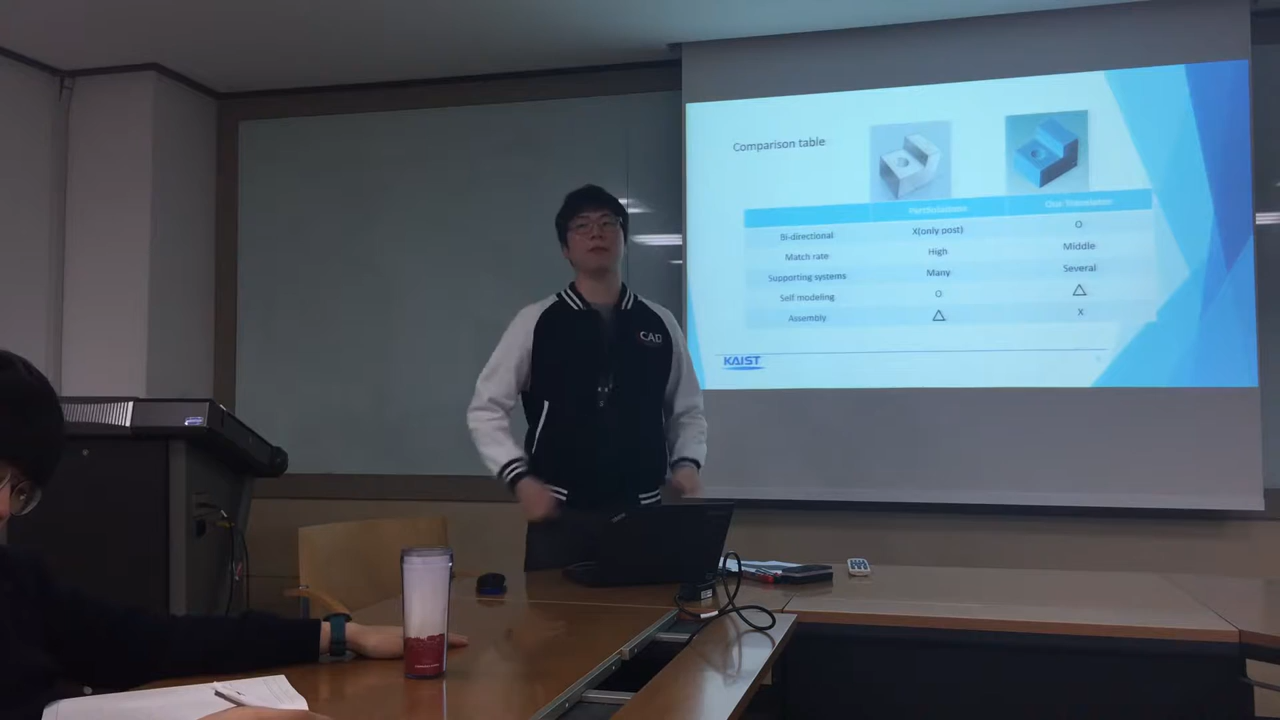 Comparison table
PartSolutions Our Translator
Bi-directional X(only post) O
Match rate High Middle
Supporting systems Many Several
Self modeling O △
Assembly △ X
KAIST
CAD